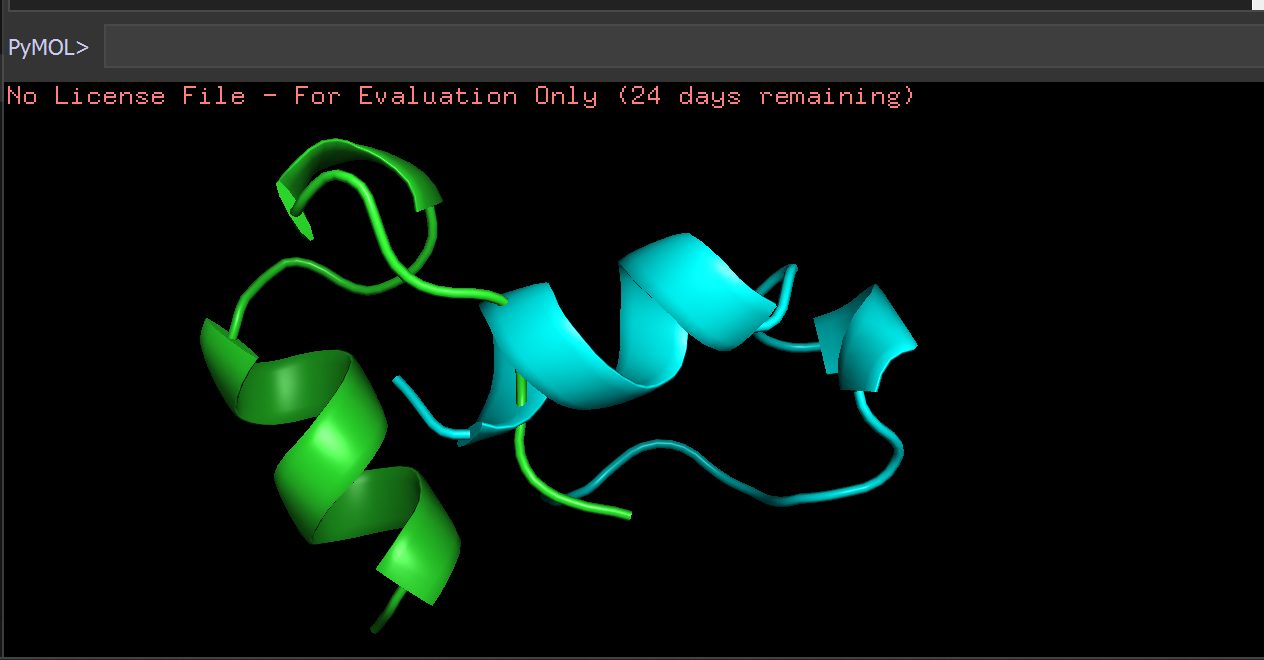 PyMOL>
No License File - For Evaluation Only (24 days remaining)